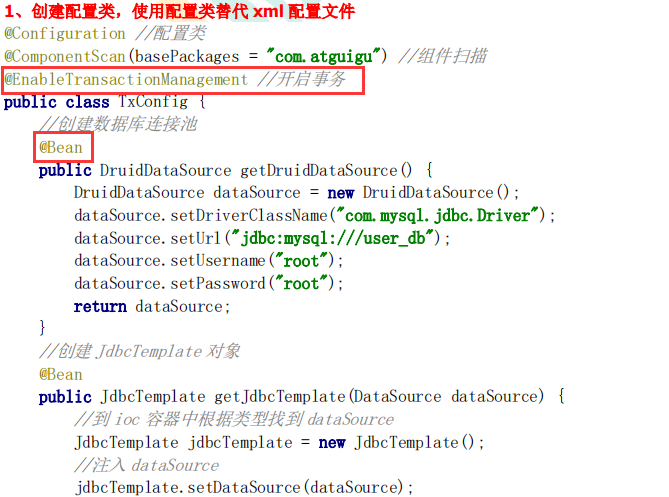 1、创建配置类，使用配置类替代 xml 配置文件
@Configuration //配置类
@ComponentScan(basePackages = "com.atguigu") //组件扫描
@EnableTransactionManagement //开启事务
public class TxConfig {
//创建数据库连接池
@Bean
public DruidDataSource getDruidDataSource() {
DruidDataSource dataSource = new DruidDataSource();
dataSource.setDriverClassName("com.mysql.jdbc.Driver");
dataSource.setUrl("jdbc:mysql:///user_db");
dataSource.setUsername("root");
dataSource.setPassword("root");
return dataSource;
}
//创建 JdbcTemplate 对象
@Bean
public JdbcTemplate getJdbcTemplate(DataSource dataSource) {
//到 ioc 容器中根据类型找到 dataSource
JdbcTemplate jdbcTemplate = new JdbcTemplate();
//注入 dataSource
jdbcTemplate.setDataSource(dataSource);